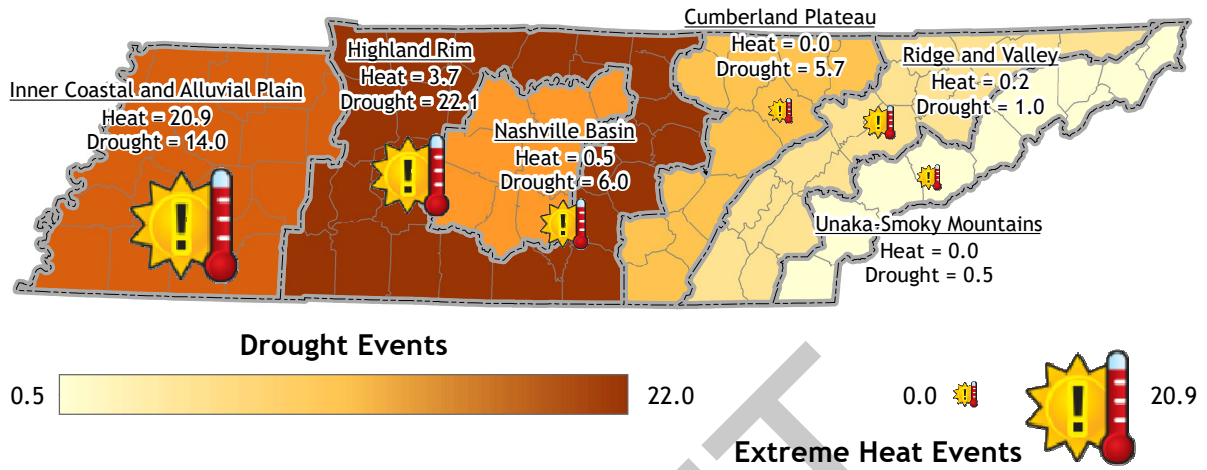 Inner Coastal and Alluvial Plain
Heat = 20.9
Drought = 14.0
Highland Rim
Heat = 3.7
Drought = 22.1
Nashville Basin
Heat = 0.5
Drought = 6.0
Cumberland Plateau
Heat = 0.0
Drought = 5.7
Ridge and Valley
Heat = 0.2
Drought = 1.0
Unaka-Smoky Mountains
Heat = 0.0
Drought = 0.5
Drought Events
0.5
22.0
0.0
20.9
Extreme Heat Events